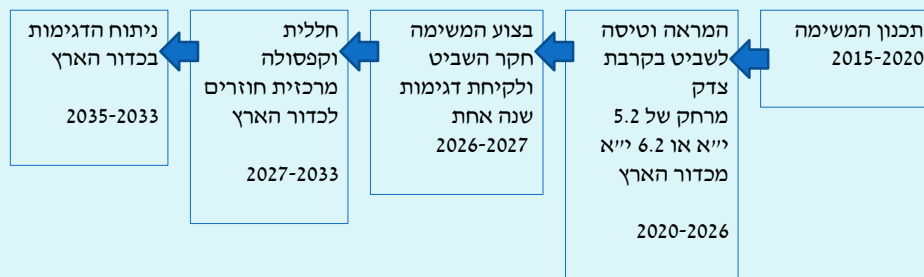 תכנון המשימה
2015-2020
המראה וטיסה
לשביט בקרבת
צדק
מרחק של 5.2
י״א או 6.2 י״א
מכדור הארץ
2020-2026
בצוע המשימה
חקר השביט
ולקיחת דגימות
שנה אחת
2026-2027
חללית
וקפסולה
מרכזית חוזרים
לכדור הארץ
2027-2033
ניתוח הדגימות
בכדור הארץ
2035-2033